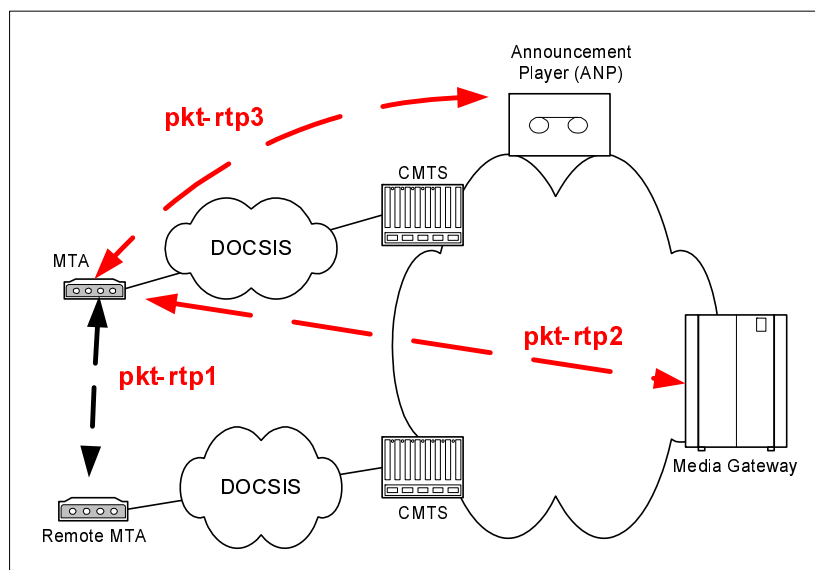 Announcement
Player (ANP)
pkt-rtp3
CMTS
DOCSIS
MTA
pkt-rtp2
pkt-rtp1
Media Gateway
DOCSIS
CMTS
Remote MTA